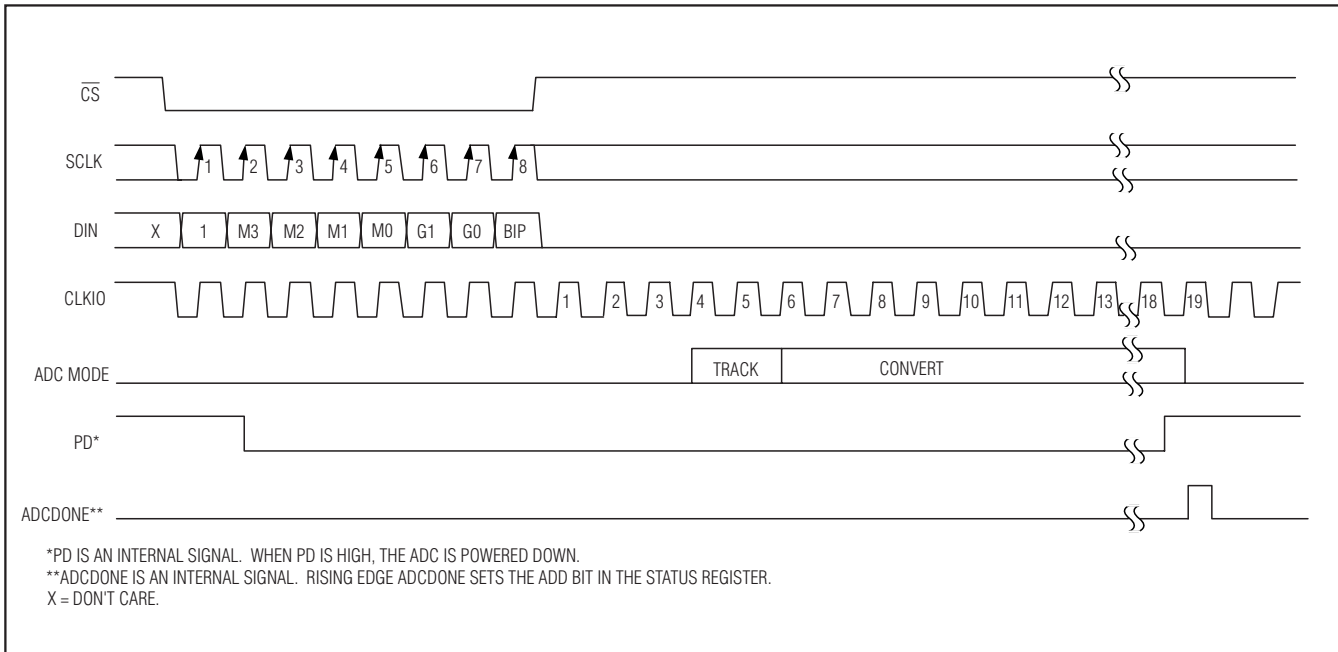 CS
SCLK
1 2 3 4 5 6 7 8
DIN
X 1 M3 M2 M1 M0 G1 G0 BIP
CLKIO
1 2 3 4 5 6 7 8 9 10 11 12 13 18 19
ADC MODE
TRACK CONVERT
PD*
ADCDONE**
*PD IS AN INTERNAL SIGNAL. WHEN PD IS HIGH, THE ADC IS POWERED DOWN.
**ADCDONE IS AN INTERNAL SIGNAL. RISING EDGE ADCDONE SETS THE ADD BIT IN THE STATUS REGISTER.
X = DON'T CARE.